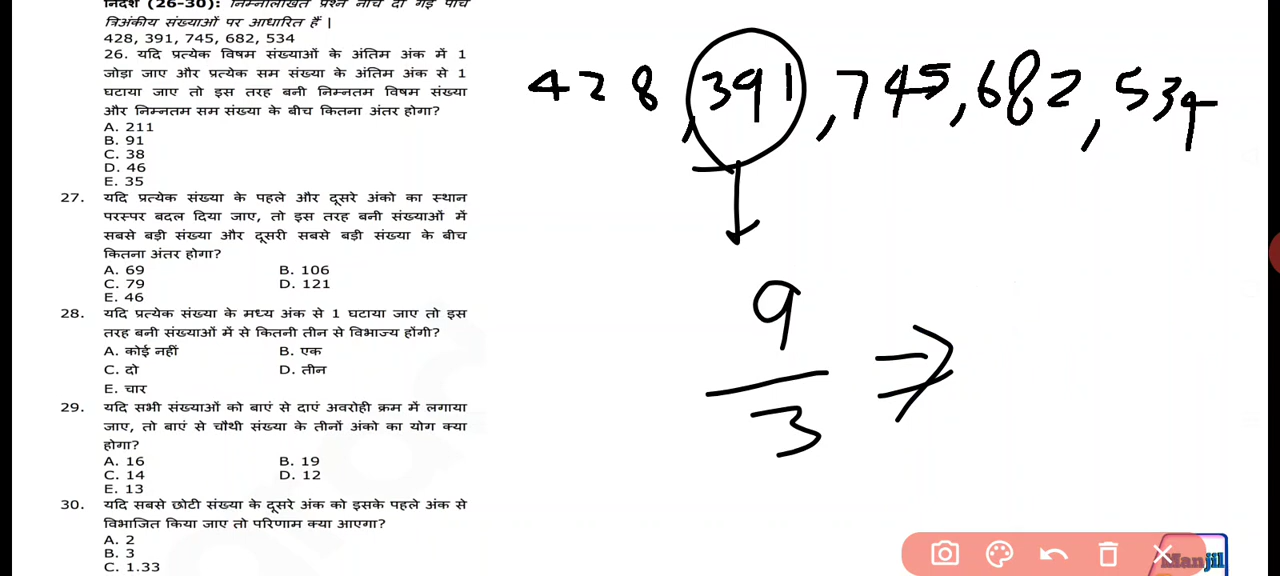 निर्देश (26-30): निम्नलिखित प्रश्न नीचे दी गई पांच
त्रिअंकीय संख्याओं पर आधारित हैं |
428, 391, 745, 682, 534
26. यदि प्रत्येक विषम संख्याओं के अंतिम अंक में 1
जोड़ा जाए और प्रत्येक सम संख्या के अंतिम अंक से 1
घटाया जाए तो इस तरह बनी निम्नतम विषम संख्या
और निम्नतम सम संख्या के बीच कितना अंतर होगा?
A. 211
B. 91
C. 38
D. 46
E. 35
27. यदि प्रत्येक संख्या के पहले और दूसरे अंको का स्थान
परस्पर बदल दिया जाए, तो इस तरह बनी संख्याओं में
सबसे बड़ी संख्या और दूसरी सबसे बड़ी संख्या के बीच
कितना अंतर होगा?
A. 69 B. 106
C. 79 D. 121
E. 46
28. यदि प्रत्येक संख्या के मध्य अंक से 1 घटाया जाए तो इस
तरह बनी संख्याओं में से कितनी तीन से विभाज्य होंगी?
A. कोई नहीं B. एक
C. दो D. तीन
E. चार
29. यदि सभी संख्याओं को बाएं से दाएं अवरोही क्रम में लगाया
जाए, तो बाएं से चौथी संख्या के तीनों अंको का योग क्या
होगा?
A. 16 B. 19
C. 14 D. 12
E. 13
30. यदि सबसे छोटी संख्या के दूसरे अंक को इसके पहले अंक से
विभाजित किया जाए तो परिणाम क्या आएगा?
A. 2
B. 3
C. 1.33
428, 391, 745, 682, 534
9
3
⇒
Manjil